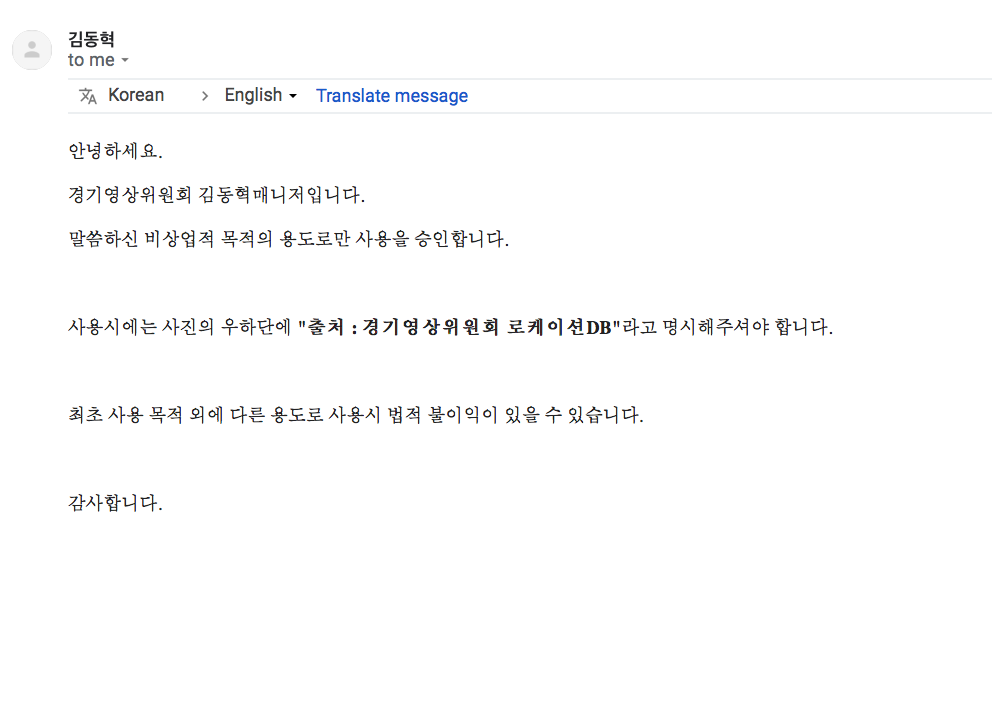 김동혁
to me
Korean > English Translate message
안녕하세요.
경기영상위원회 김동혁매니저입니다.
말씀하신 비상업적 목적의 용도로만 사용을 승인합니다.
사용시에는 사진의 우하단에 "출처 : 경기영상위원회 로케이션DB"라고 명시해주셔야 합니다.
최초 사용 목적 외에 다른 용도로 사용시 법적 불이익이 있을 수 있습니다.
감사합니다.